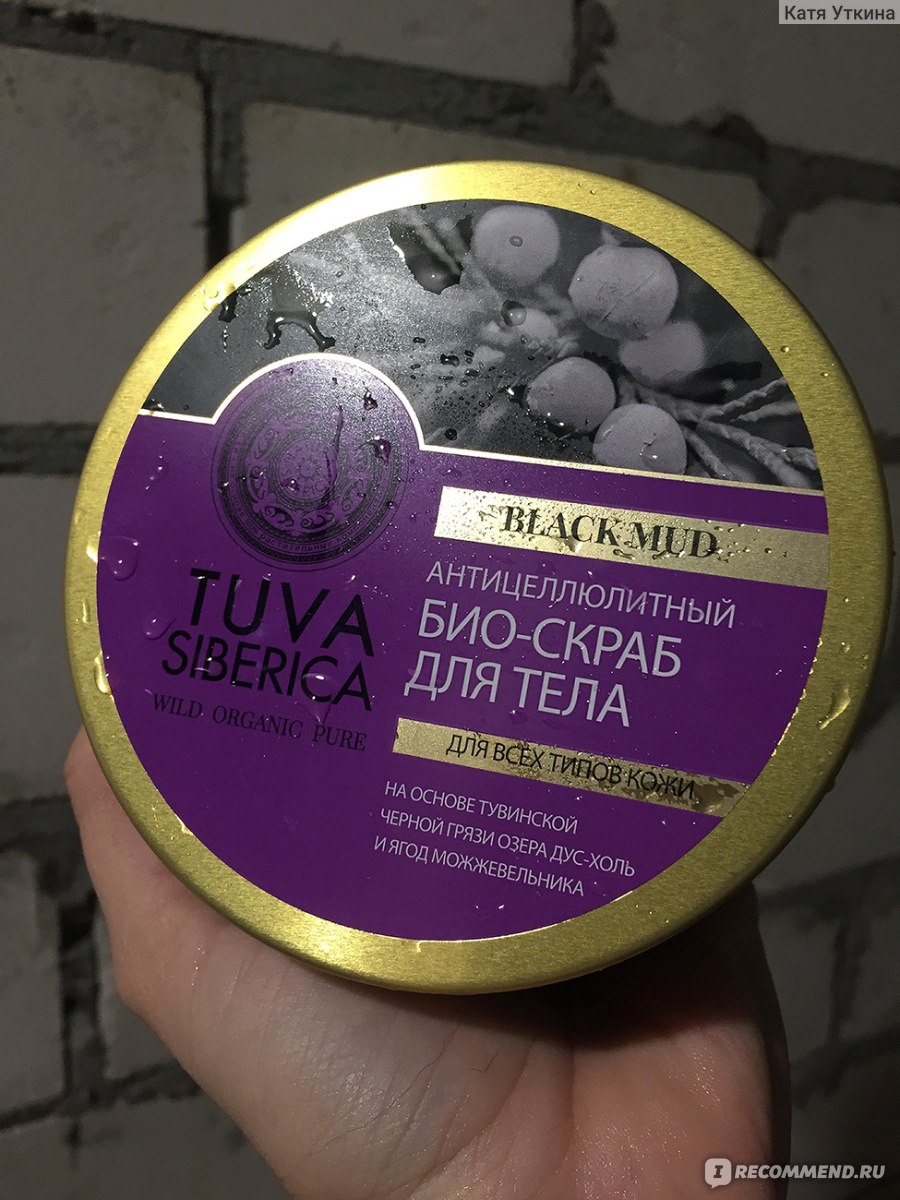 Катя Уткина
BLACK MUD
АНТИЦЕЛЛЮЛИТНЫЙ
БИО-СКРАБ
ДЛЯ ТЕЛА
TUVA
SIBERICA
WILD ORGANIC PURE
ДЛЯ ВСЕХ ТИПОВ КОЖИ
НА ОСНОВЕ ТУВИНСКОЙ
ЧЕРНОЙ ГРЯЗИ ОЗЕРА ДУС-ХОЛЬ
И ЯГОД МОЖЖЕВЕЛЬНИКА
I RECOMMEND.RU